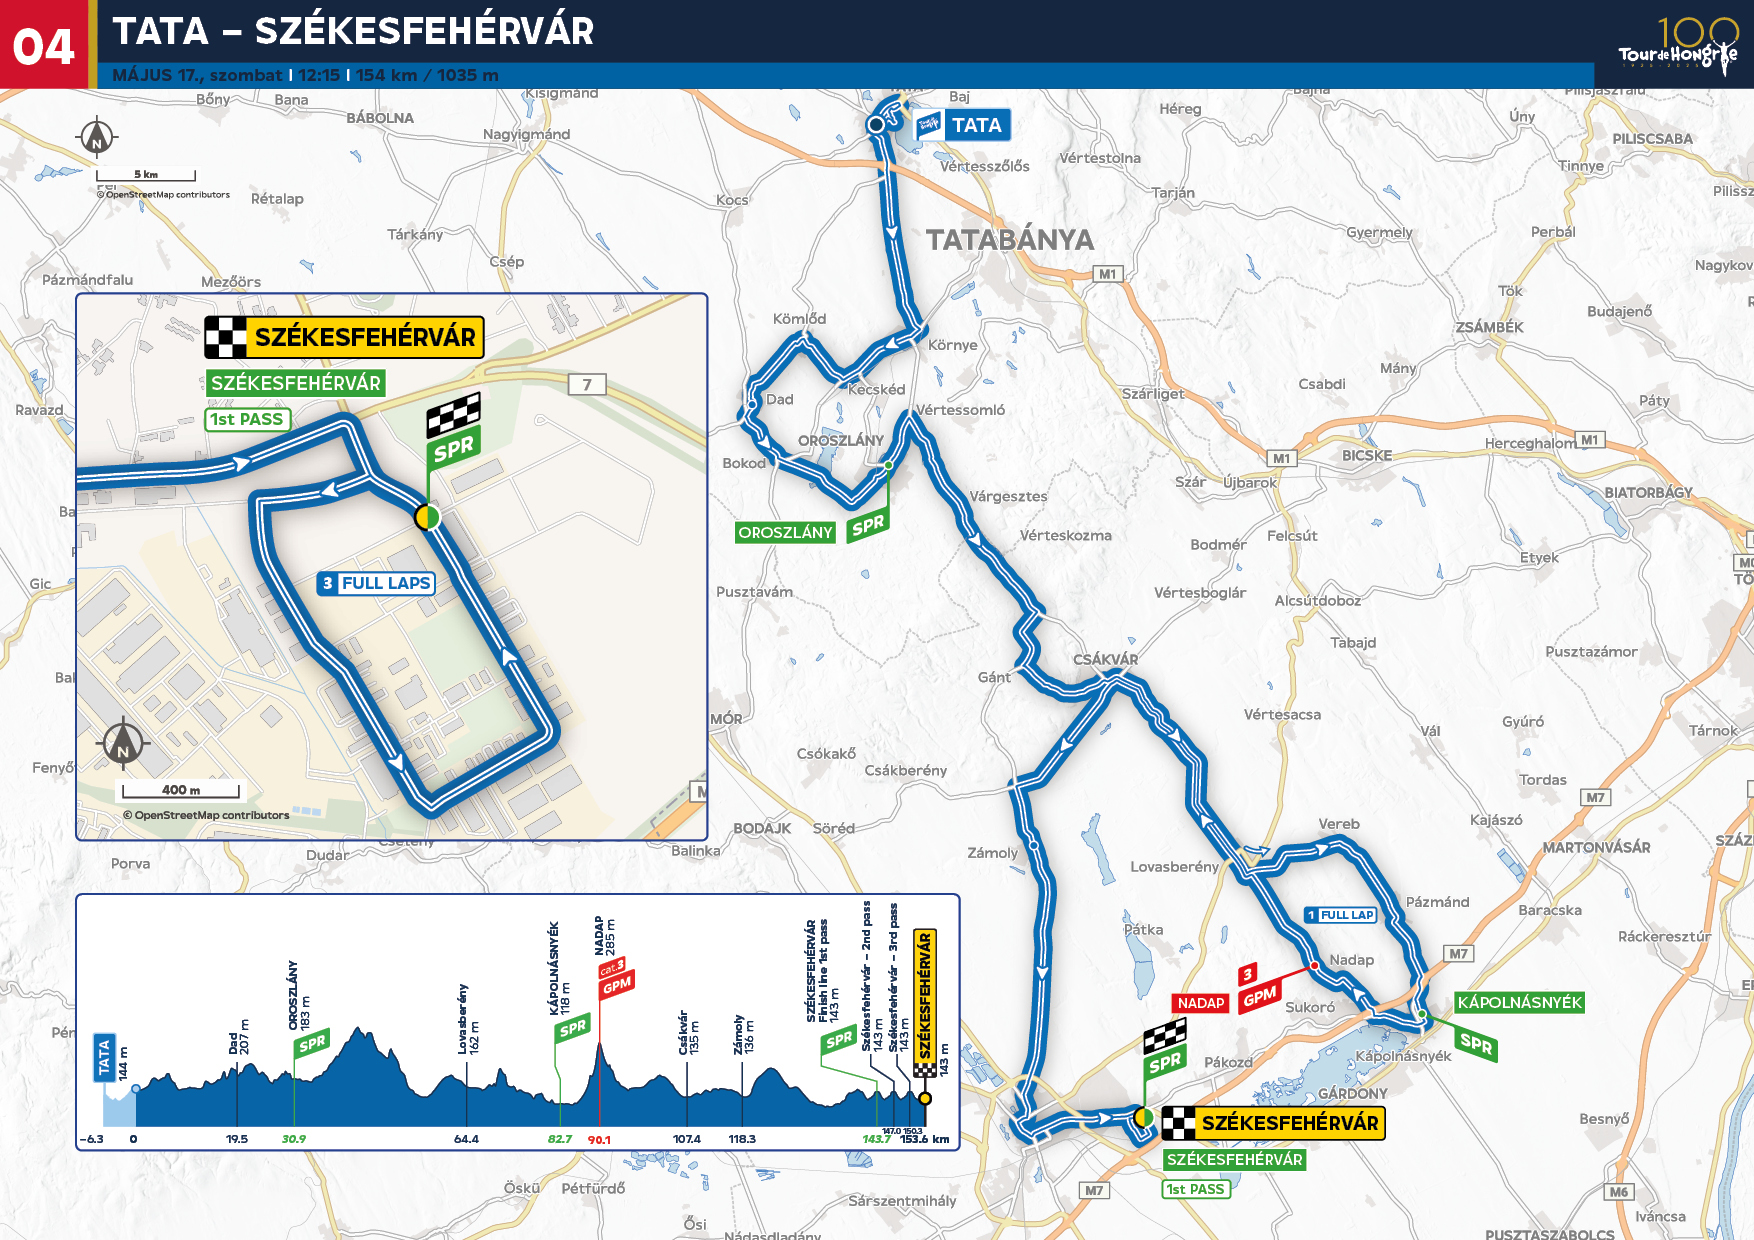 04
TATA – SZÉKESFEHÉRVÁR
MÁJUS 17., szombat | 12:15 | 154 km / 1035 m
100
Tour de Hongrie
Bőny
Bana
BÁBOLNA
Kisigmánd
Nagyigmánd
Baj
TATA
Héreg
Bajna
Piliscsaba
Úny
PILISCSABA
Tinnye
N
5 km
© OpenStreetMap contributors
Rétalap
Kocs
Vértesszőlős
Vértestolna
Tarján
Tárkány
TATABÁNYA
Gyermely
Perbál
Csép
Pázmándfalu
Mezőörs
M1
Tök
Budajenő
ZSÁMBÉK
Kömlőd
Környe
Kecskéd
Dad
Vértessomló
OROSZLÁNY
Bokod
Szárliget
Csabdi
Mány
Páty
Herceghalom
M1
M1
BICSKE
Szár
Újbarok
BIATORBÁGY
Várgesztes
OROSZLÁNY
SPR
Vérteskozma
Bodmér
Felcsút
Etyek
Pusztavám
Vértesboglár
Alcsútdoboz
Tabajd
Pusztazámor
Gánt
CSÁKVÁR
Vértesacsa
Vál
Gyúró
Tárnok
MÓR
Csókakő
Csákberény
Tordas
M7
Kajászó
BODAJK
Söréd
Balinka
Zámoly
Lovasberény
Vereb
MARTONVÁSÁR
1 FULL LAP
Pázmánd
Baracska
Ráckeresztúr
Pátka
Nadap
M7
NADAP
3
GPM
Sukoró
KÁPOLNÁSNYÉK
SPR
Kápolnásnyék
Pákozd
GÁRDONY
SPR
SZÉKESFEHÉRVÁR
SZÉKESFEHÉRVÁR
1st PASS
M7
Besnyő
M6
Iváncsa
PUSZTASZABOLCS
Sárszentmihály
Öskü
Pétfürdő
Ősi
Nádasdladány
Ravazd
Gic
Fenyő
Porva
Dudar
Csetény
SZÉKESFEHÉRVÁR
SZÉKESFEHÉRVÁR
1st PASS
7
SPR
3 FULL LAPS
N
400 m
© OpenStreetMap contributors
TATA
144 m
Dad
207 m
OROSZLÁNY
183 m
SPR
Lovasberény
162 m
KÁPOLNÁSNYÉK
118 m
SPR
NADAP
285 m
cat.3
GPM
Csákvár
135 m
Zámoly
136 m
SZÉKESFEHÉRVÁR
Finish line 1st pass
143 m
SPR
Székesfehérvár – 2nd pass
143 m
Székesfehérvár – 3rd pass
143 m
SZÉKESFEHÉRVÁR
143 m
–6.3
0
19.5
30.9
64.4
82.7
90.1
107.4
118.3
143.7
147.0
150.3
153.6 km